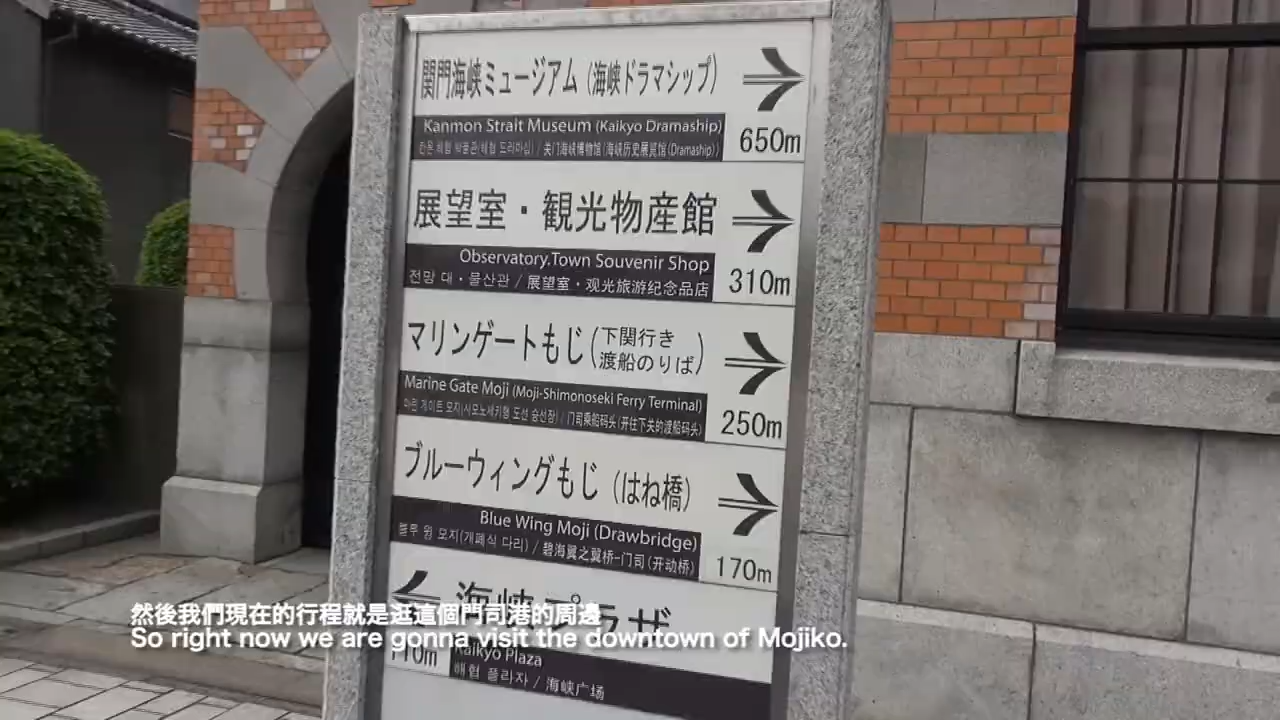 関門海峡ミュージアム（海峡ドラマシップ）
Kanmon Strait Museum (Kaikyo Dramaship)
관문 해협 박물관(해협 드라마십) / 关门海峡博物馆(海峡历史展览馆(Dramaship))
650m
展望室・観光物産館
Observatory.Town Souvenir Shop
전망 대・물산관 / 展望室・观光旅游纪念品店
310m
マリンゲートもじ(下関行き
渡船のりば)
Marine Gate Moji (Moji-Shimonoseki Ferry Terminal)
마린 게이트 모지(시모노세키행 도선 승선장) / 门司乘船码头(开往下关的渡船码头)
250m
ブルーウィングもじ（はね橋）
Blue Wing Moji (Drawbridge)
블루 윙 모지(개폐식 다리) / 碧海翼之翼桥-门司(开动桥)
170m
海峡プラザ
Kaikyo Plaza
해협 플라자 / 海峡广场
然後我們現在的行程就是逛這個門司港的周邊
So right now we are gonna visit the downtown of Mojiko.